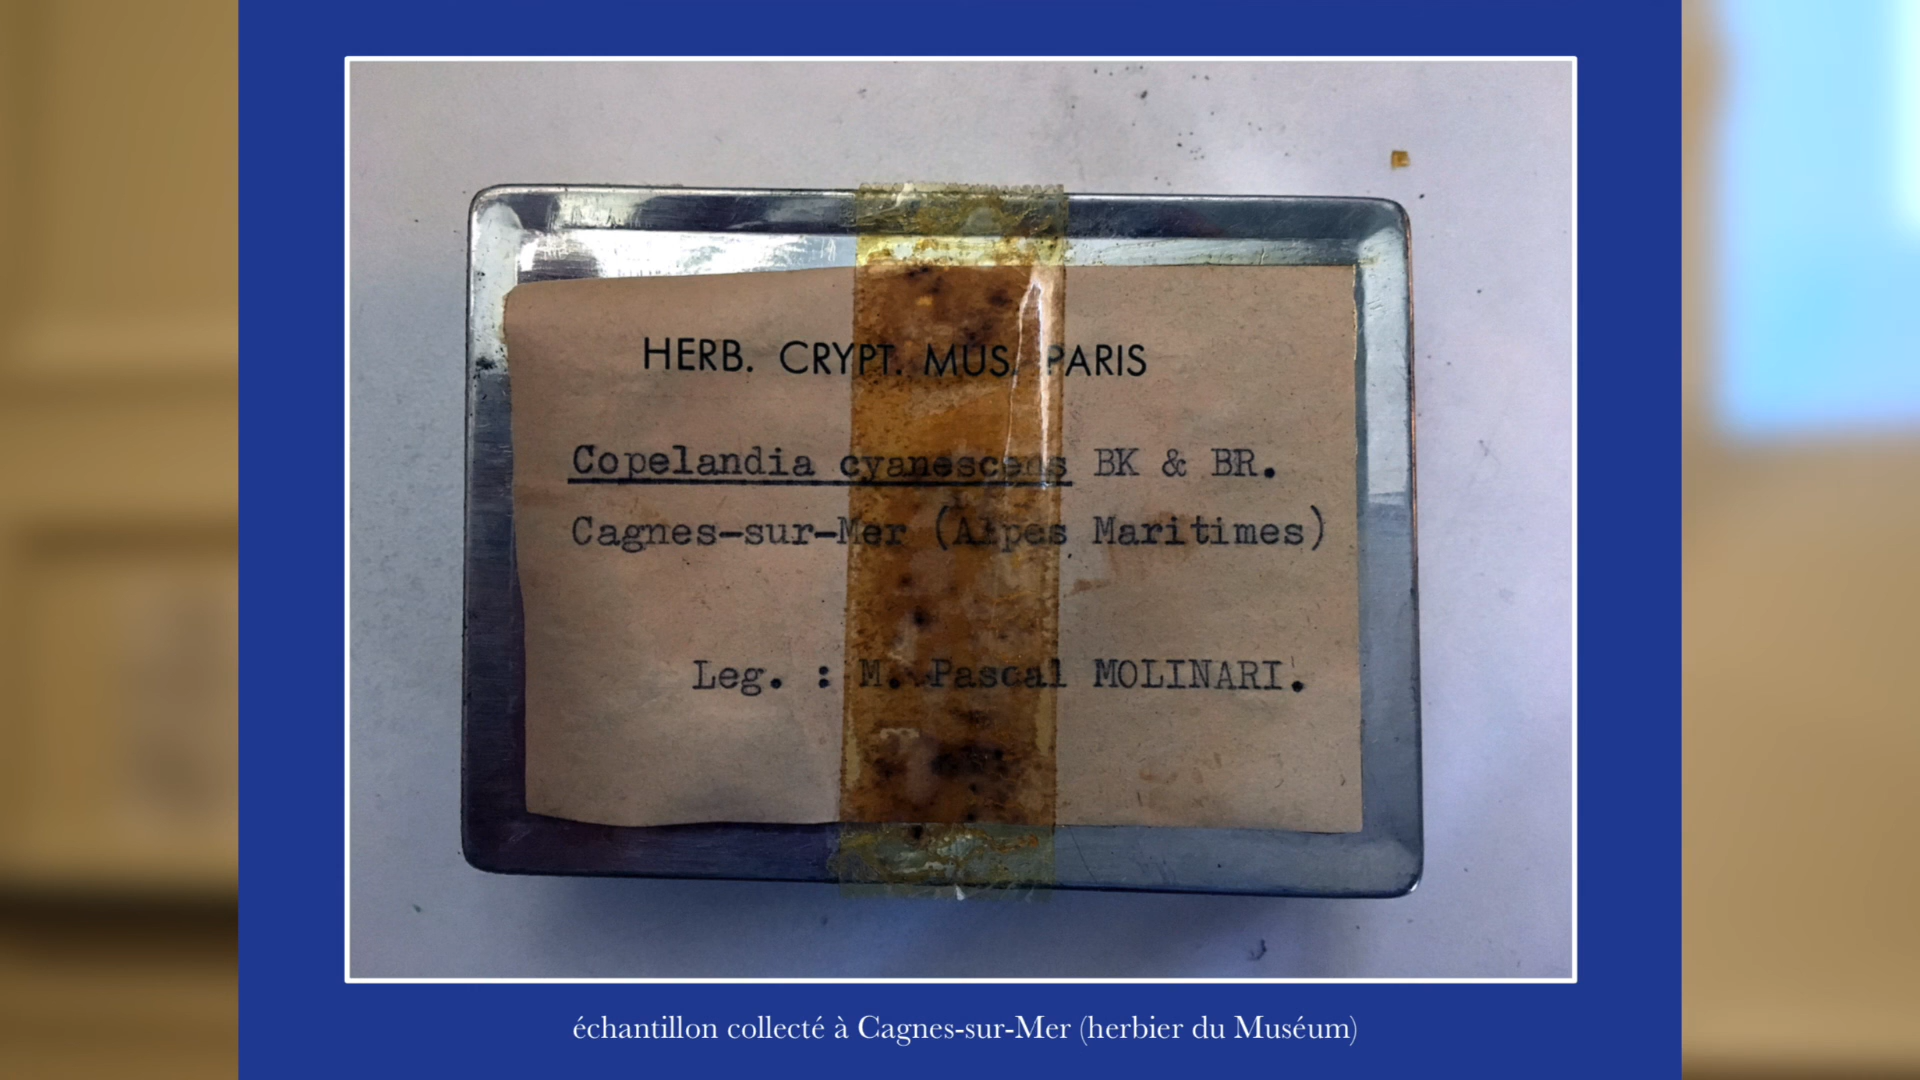 HERB. CRYPT. MUS. PARIS
Copelandia cyanescens BK & BR.
Cagnes-sur-Mer (Alpes Maritimes)
Leg. : M. Pascal MOLINARI.
échantillon collecté à Cagnes-sur-Mer (herbier du Muséum)